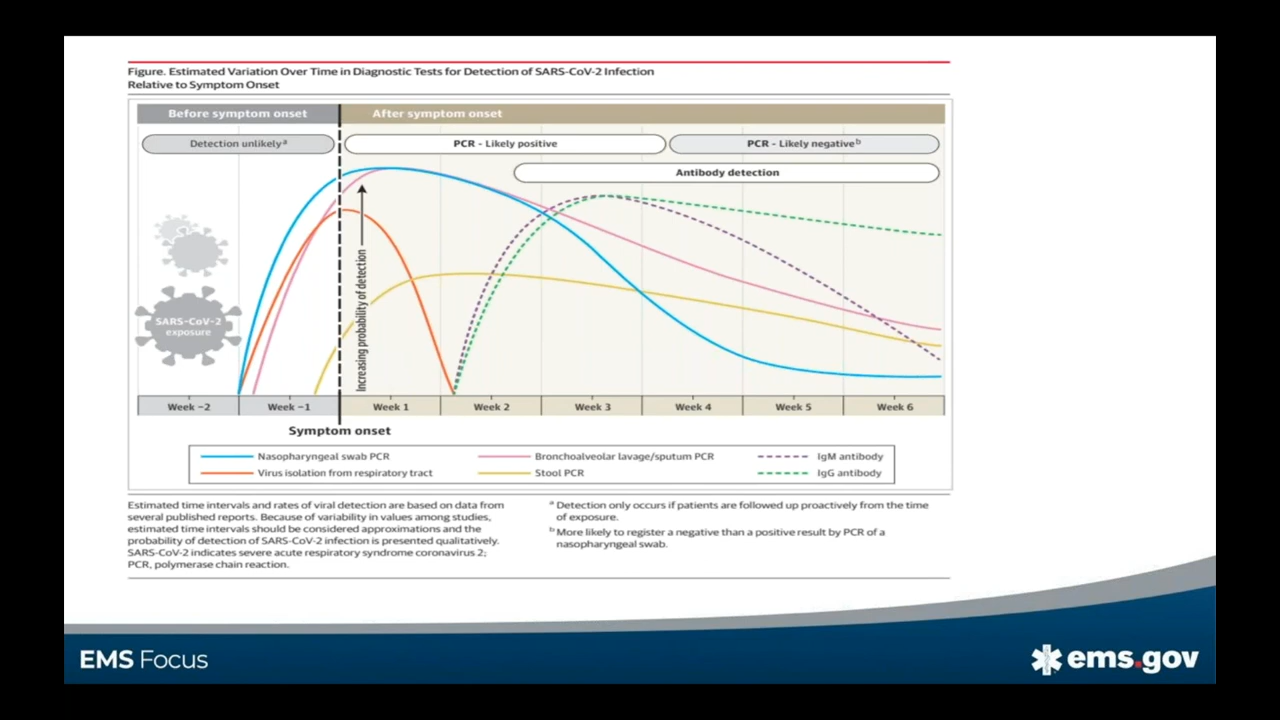 Figure. Estimated Variation Over Time in Diagnostic Tests for Detection of SARS-CoV-2 Infection
Relative to Symptom Onset
Before symptom onset
After symptom onset
Detection unlikely a
PCR - Likely positive
PCR - Likely negative b
Antibody detection
SARS-CoV-2
exposure
Increasing probability of detection
Week −2
Week −1
Week 1
Week 2
Week 3
Week 4
Week 5
Week 6
Symptom onset
Nasopharyngeal swab PCR
Bronchoalveolar lavage/sputum PCR
IgM antibody
Virus isolation from respiratory tract
Stool PCR
IgG antibody
Estimated time intervals and rates of viral detection are based on data from
several published reports. Because of variability in values among studies,
estimated time intervals should be considered approximations and the
probability of detection of SARS-CoV-2 infection is presented qualitatively.
SARS-CoV-2 indicates severe acute respiratory syndrome coronavirus 2;
PCR, polymerase chain reaction.
a Detection only occurs if patients are followed up proactively from the time
of exposure.
b More likely to register a negative than a positive result by PCR of a
nasopharyngeal swab.
EMS Focus
ems.gov